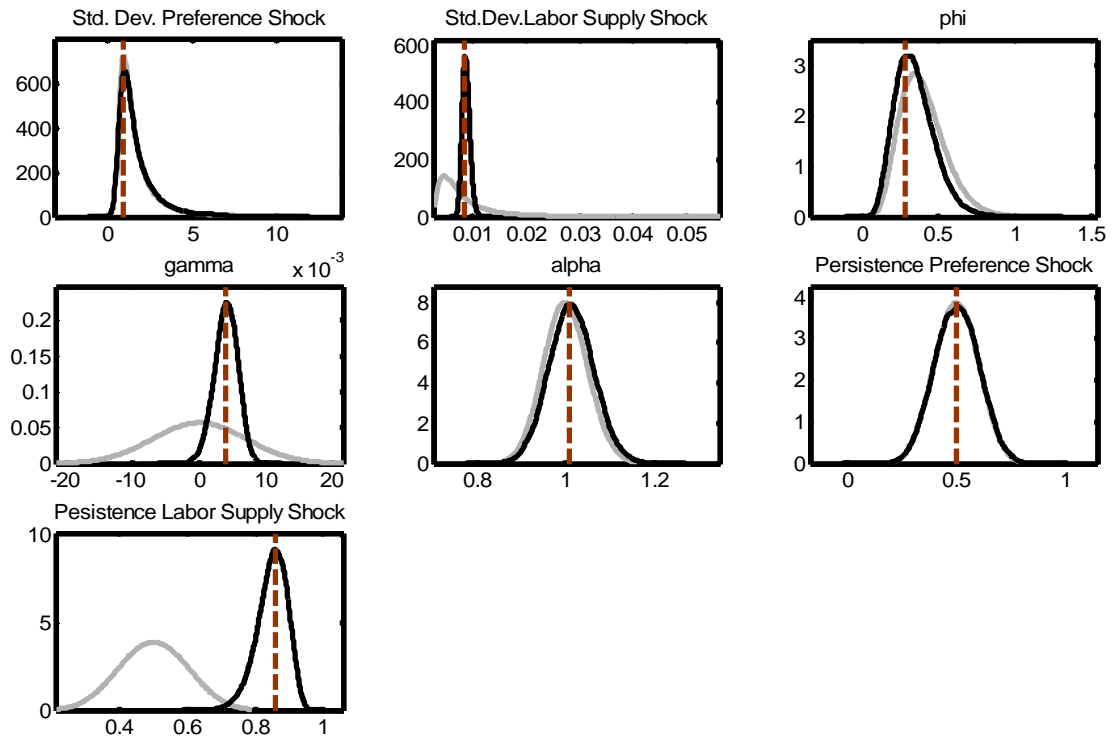 Std. Dev. Preference Shock
600
400
200
0
0 5 10
x 10^-3
Std.Dev.Labor Supply Shock
600
400
200
0
0.01 0.02 0.03 0.04 0.05
phi
3
2
1
0
0 0.5 1 1.5
gamma
0.2
0.15
0.1
0.05
0
-20 -10 0 10 20
alpha
8
6
4
2
0
0.8 1 1.2
Persistence Preference Shock
4
3
2
1
0
0 0.5 1
Pesistence Labor Supply Shock
10
5
0
0.4 0.6 0.8 1